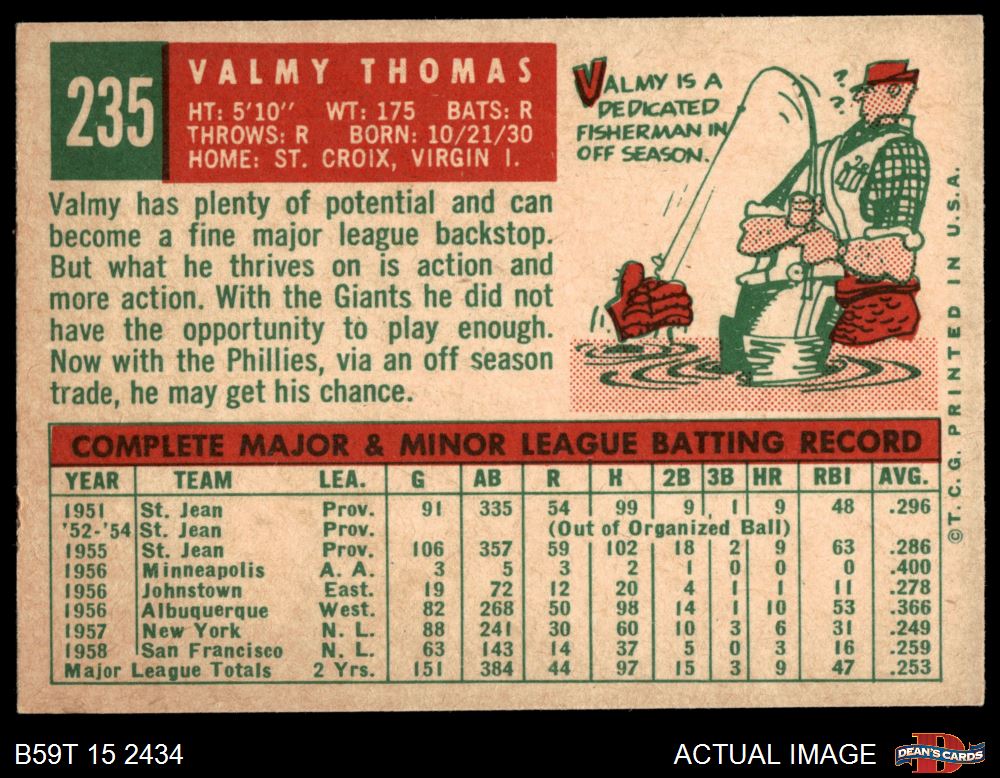 235
VALMY THOMAS
HT: 5'10" WT: 175 BATS: R
THROWS: R BORN: 10/21/30
HOME: ST. CROIX, VIRGIN I.
VALMY IS A
DEDICATED
FISHERMAN IN
OFF SEASON.
? ? ?
28
Valmy has plenty of potential and can
become a fine major league backstop.
But what he thrives on is action and
more action. With the Giants he did not
have the opportunity to play enough.
Now with the Phillies, via an off season
trade, he may get his chance.
COMPLETE MAJOR & MINOR LEAGUE BATTING RECORD
YEAR TEAM LEA. G AB R H 2B 3B HR RBI AVG.
1951 St. Jean Prov. 91 335 54 99 9 1 9 48 .296
'52-'54 St. Jean Prov. (Out of Organized Ball)
1955 St. Jean Prov. 106 357 59 102 18 2 9 63 .286
1956 Minneapolis A. A. 3 5 3 2 1 0 0 0 .400
1956 Johnstown East. 19 72 12 20 4 1 1 11 .278
1956 Albuquerque West. 82 268 50 98 14 1 10 53 .366
1957 New York N. L. 88 241 30 60 10 3 6 31 .249
1958 San Francisco N. L. 63 143 14 37 5 0 3 16 .259
Major League Totals 2 Yrs. 151 384 44 97 15 3 9 47 .253
©T.C.G. PRINTED IN U.S.A.
B59T 15 2434
ACTUAL IMAGE
DEAN'S CARDS